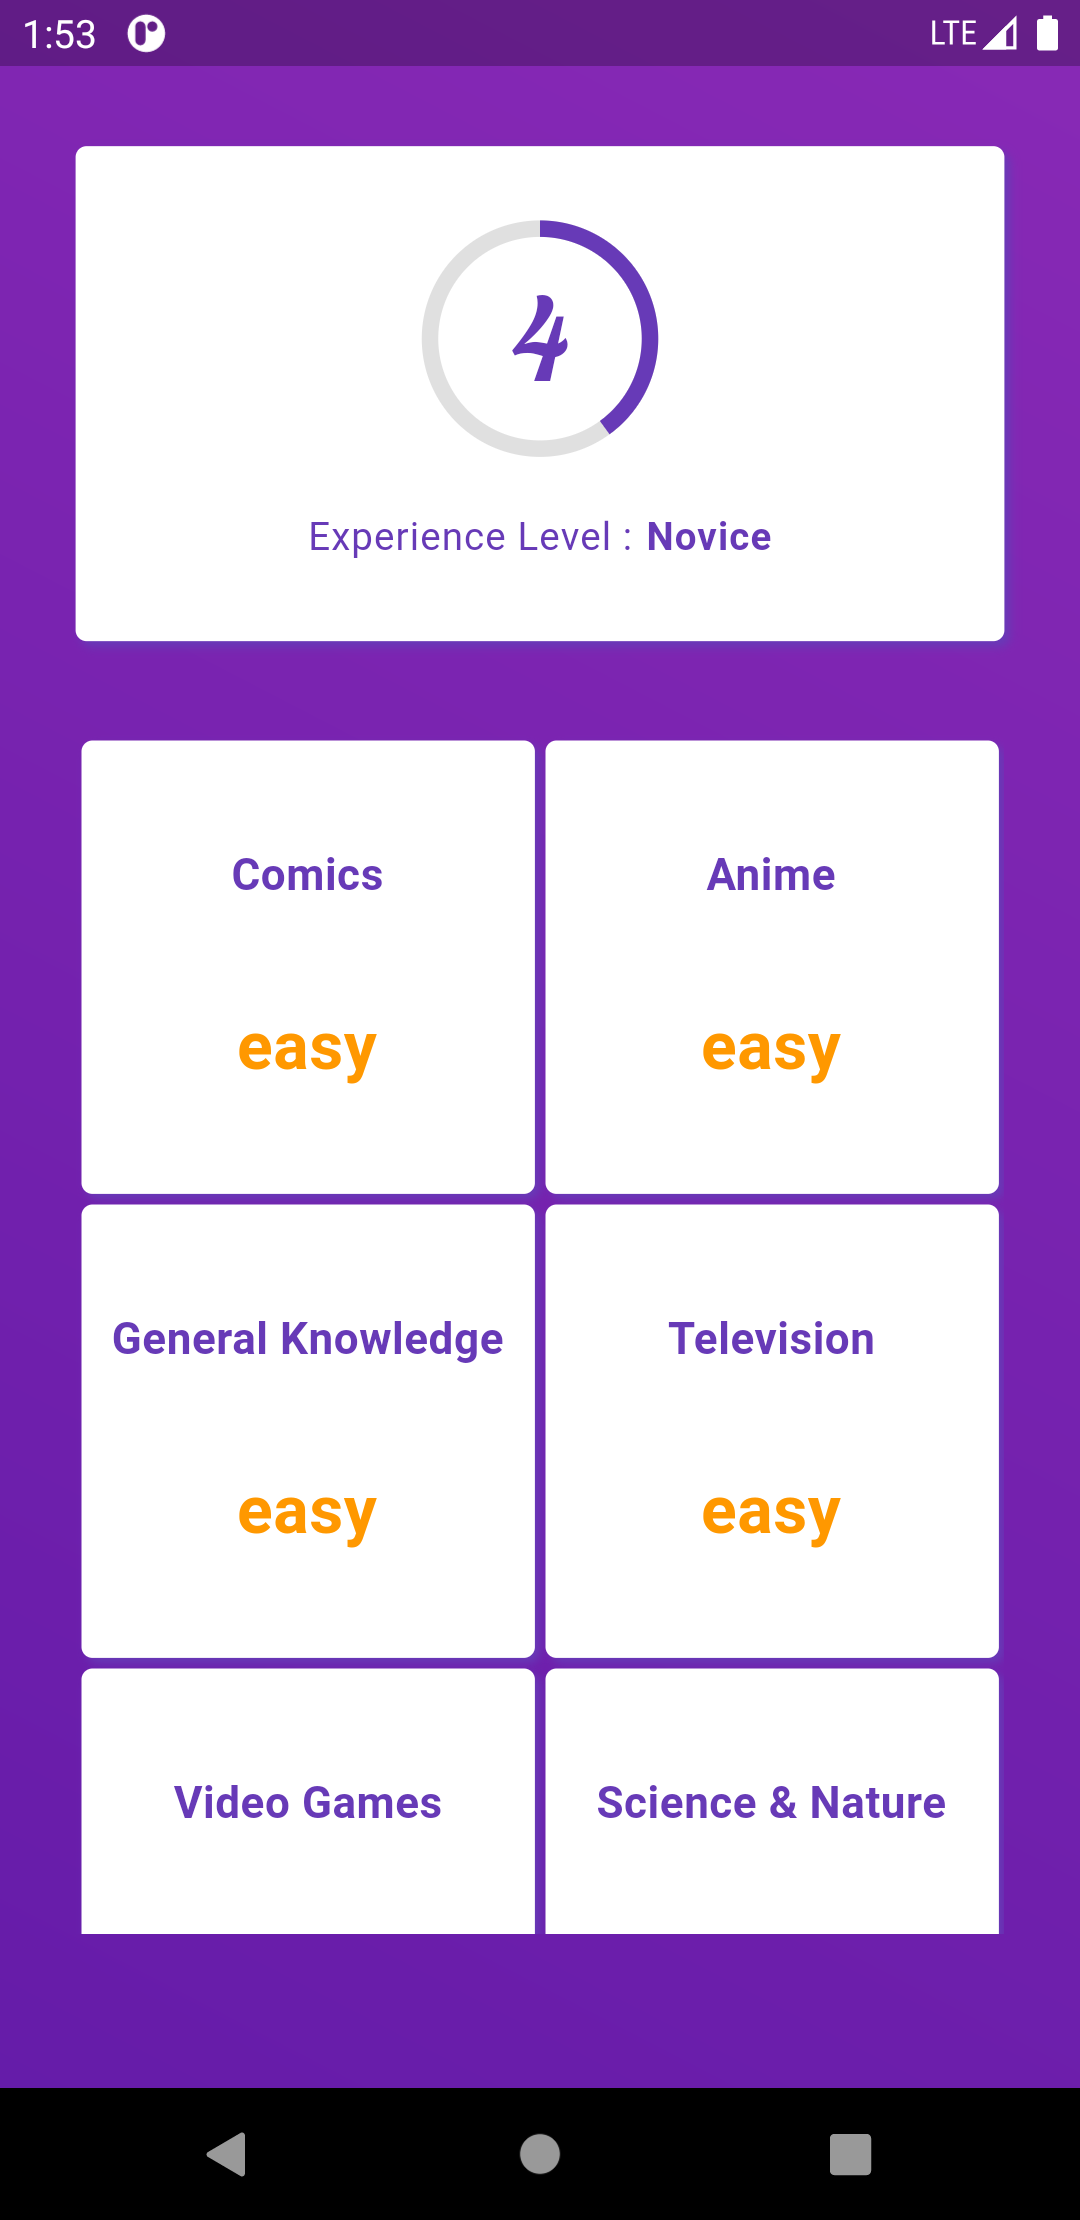 1:53 LTE
4
Experience Level : Novice
Comics
Anime
easy
easy
General Knowledge
Television
easy
easy
Video Games
Science & Nature